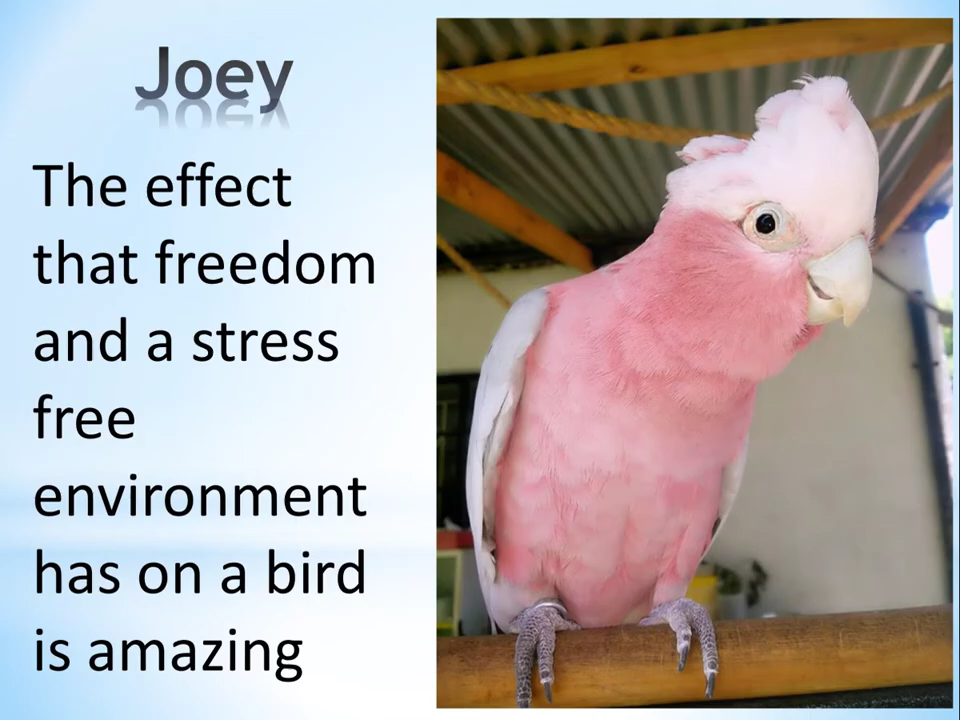 Joey
The effect
that freedom
and a stress
free
environment
has on a bird
is amazing